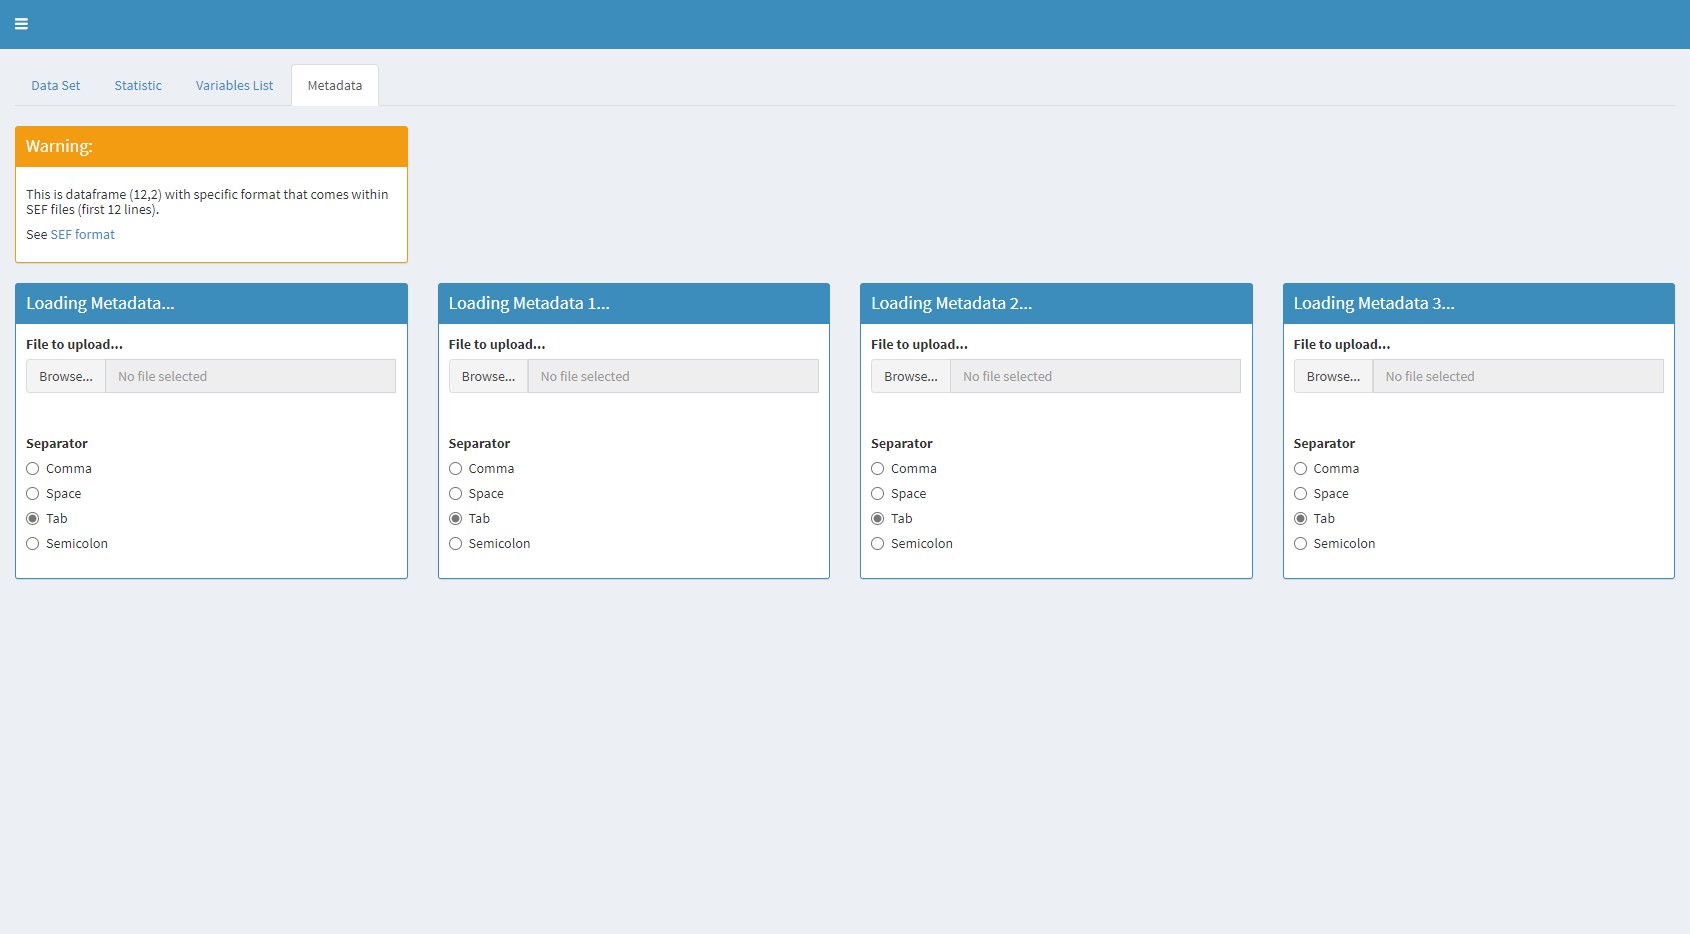 Data Set Statistic Variables List Metadata
Warning:
This is dataframe (12,2) with specific format that comes within
SEF files (first 12 lines).
See SEF format
Loading Metadata...
File to upload...
Browse... No file selected
Separator
Comma
Space
Tab
Semicolon
Loading Metadata 1...
File to upload...
Browse... No file selected
Separator
Comma
Space
Tab
Semicolon
Loading Metadata 2...
File to upload...
Browse... No file selected
Separator
Comma
Space
Tab
Semicolon
Loading Metadata 3...
File to upload...
Browse... No file selected
Separator
Comma
Space
Tab
Semicolon